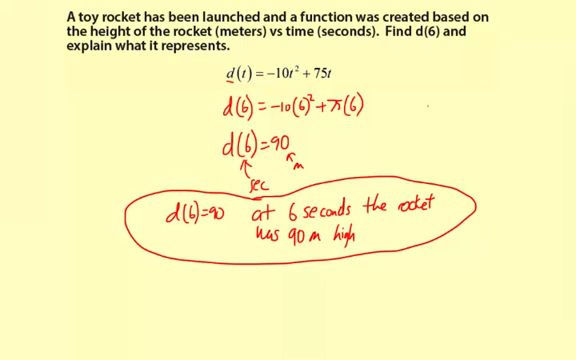 A toy rocket has been launched and a function was created based on
the height of the rocket (meters) vs time (seconds). Find d(6) and
explain what it represents.
d(t) = −10t² + 75t
d(6) = -10(6)² + 75(6)
d(6) = 90
m
sec
d(6)=90 at 6 seconds the rocket
was 90 m high